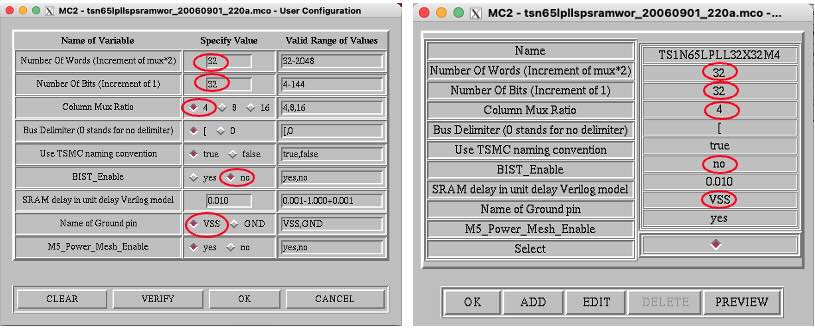 MC2 - tsn65lpllspsramwor_20060901_220a.mco - User Configuration
Name of Variable Specify Value Valid Range of Values
Number Of Words (Increment of mux*2) 32 32-2048
Number Of Bits (Increment of 1) 32 4-144
Column Mux Ratio 4 8 16 4,8,16
Bus Delimiter (0 stands for no delimiter) [ 0 [,0
Use TSMC naming convention true false true,false
BIST_Enable yes no yes,no
SRAM delay in unit delay Verilog model 0.010 0.001-1.000+0.001
Name of Ground pin VSS GND VSS,GND
M5_Power_Mesh_Enable yes no yes,no
CLEAR VERIFY OK CANCEL
MC2 - tsn65lpllspsramwor_20060901_220a.mco -...
Name TS1N65LPLL32X32M4
Number Of Words (Increment of mux*2) 32
Number Of Bits (Increment of 1) 32
Column Mux Ratio 4
Bus Delimiter (0 stands for no delimiter) [
Use TSMC naming convention true
BIST_Enable no
SRAM delay in unit delay Verilog model 0.010
Name of Ground pin VSS
M5_Power_Mesh_Enable yes
Select
OK ADD EDIT DELETE PREVIEW